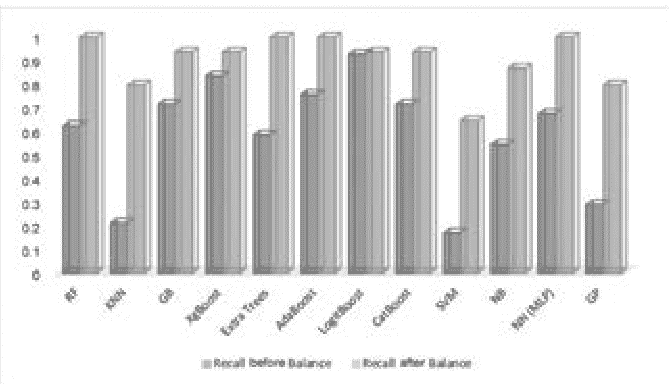 1
0.9
0.8
0.7
0.6
0.5
0.4
0.3
0.2
0.1
0
RF
KNN
GB
XgBoost
Extra Trees
AdaBoost
LogitBoost
CatBoost
SVM
NB
NN (MLP)
GP
Recall before Balance Recall after Balance